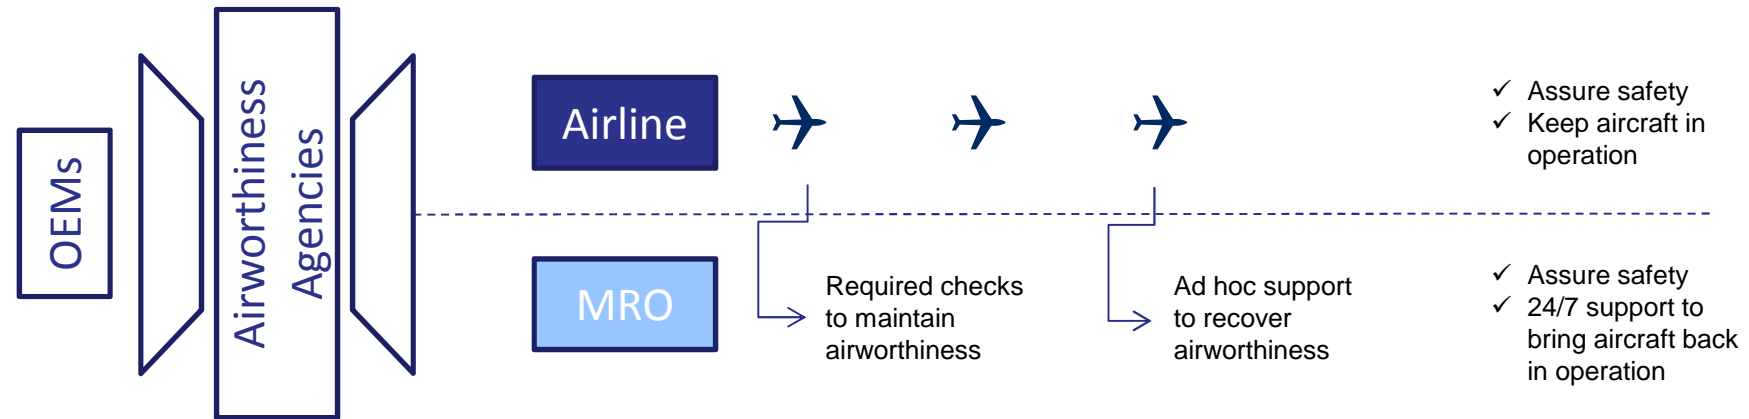 OEMs
Airworthiness
Agencies
Airline
✓ Assure safety
✓ Keep aircraft in
operation
MRO
Required checks
to maintain
airworthiness
Ad hoc support
to recover
airworthiness
✓ Assure safety
✓ 24/7 support to
bring aircraft back
in operation